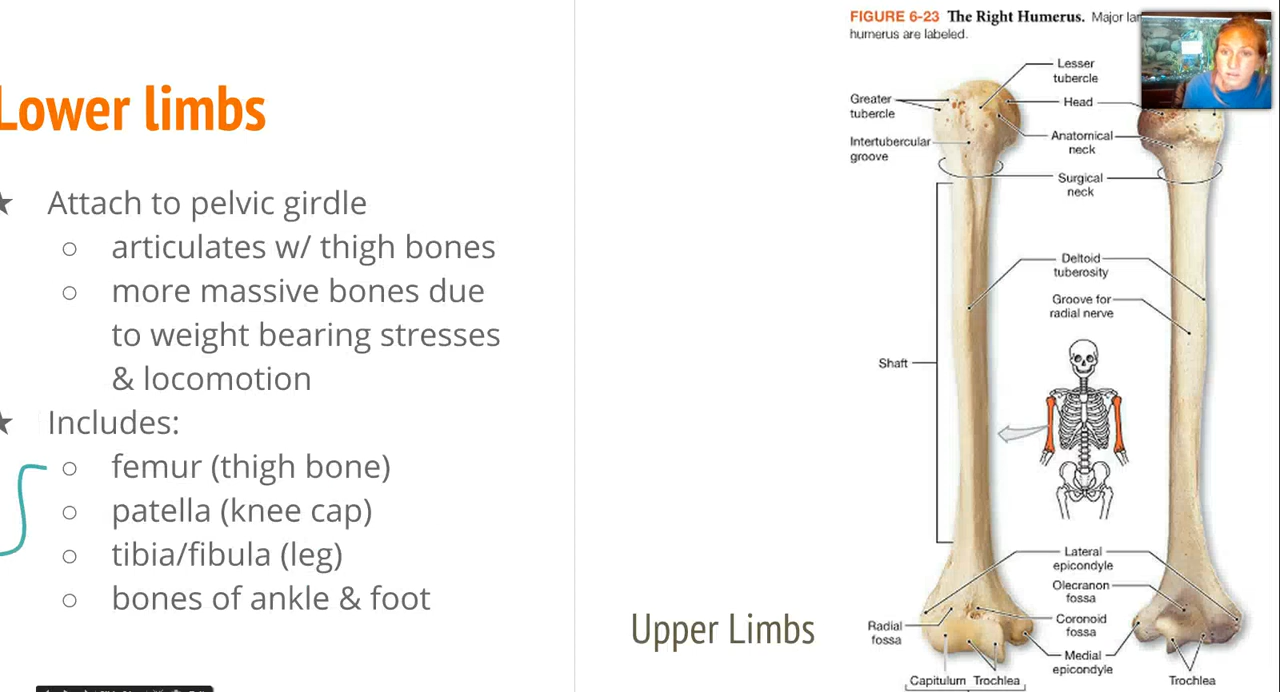 Lower limbs
★ Attach to pelvic girdle
○ articulates w/ thigh bones
○ more massive bones due
to weight bearing stresses
& locomotion
★ Includes:
○ femur (thigh bone)
○ patella (knee cap)
○ tibia/fibula (leg)
○ bones of ankle & foot
Upper Limbs
FIGURE 6-23 The Right Humerus. Major
humerus are labeled.
Lesser
tubercle
Greater
tubercle
Head
Intertubercular
groove
Anatomical
neck
Surgical
neck
Deltoid
tuberosity
Groove for
radial nerve
Shaft
Lateral
epicondyle
Olecranon
fossa
Radial
fossa
Coronoid
fossa
Medial
epicondyle
Capitulum
Trochlea
Trochlea